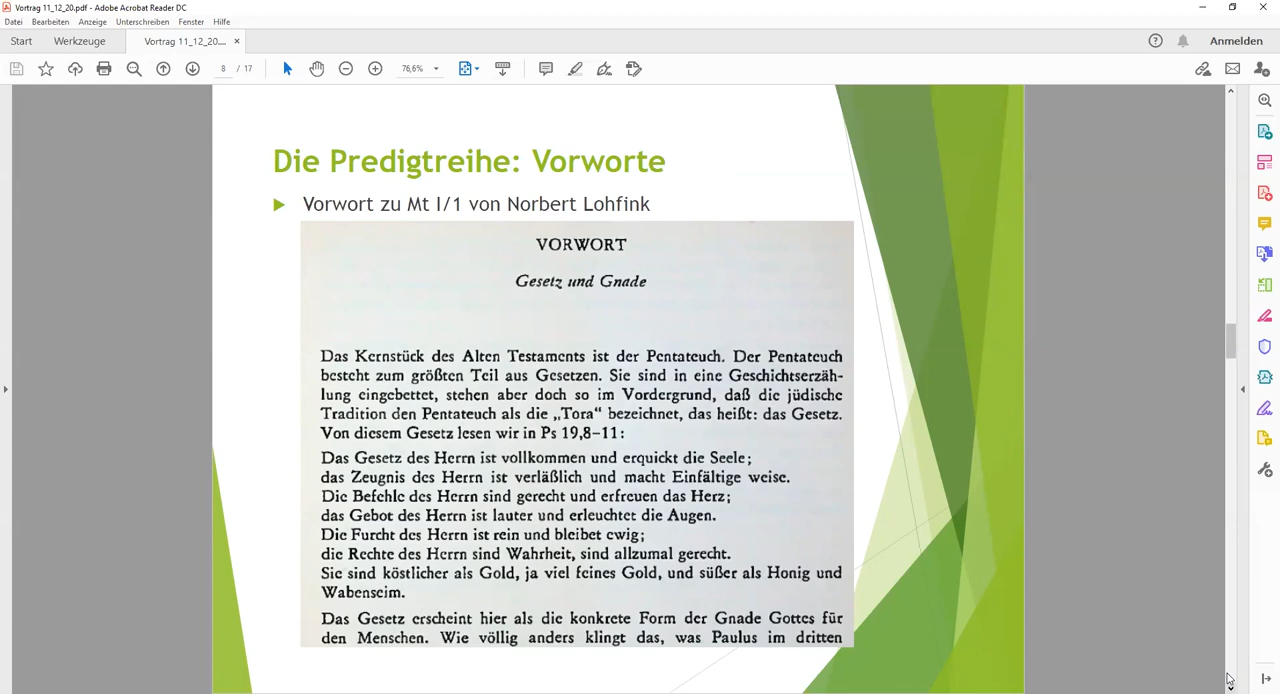 Vortrag 11_12_20.pdf - Adobe Acrobat Reader DC
Datei Bearbeiten Anzeige Unterschreiben Fenster Hilfe
Start Werkzeuge Vortrag 11_12_20... ×
Anmelden
8 / 17 76,6%
Die Predigtreihe: Vorworte
Vorwort zu Mt I/1 von Norbert Lohfink
VORWORT
Gesetz und Gnade
Das Kernstück des Alten Testaments ist der Pentateuch. Der Pentateuch
besteht zum größten Teil aus Gesetzen. Sie sind in eine Geschichtserzäh-
lung eingebettet, stehen aber doch so im Vordergrund, daß die jüdische
Tradition den Pentateuch als die „Tora“ bezeichnet, das heißt: das Gesetz.
Von diesem Gesetz lesen wir in Ps 19,8–11:
Das Gesetz des Herrn ist vollkommen und erquickt die Seele;
das Zeugnis des Herrn ist verläßlich und macht Einfältige weise.
Die Befehle des Herrn sind gerecht und erfreuen das Herz;
das Gebot des Herrn ist lauter und erleuchtet die Augen.
Die Furcht des Herrn ist rein und bleibet ewig;
die Rechte des Herrn sind Wahrheit, sind allzumal gerecht.
Sie sind köstlicher als Gold, ja viel feines Gold, und süßer als Honig und
Wabenseim.
Das Gesetz erscheint hier als die konkrete Form der Gnade Gottes für
den Menschen. Wie völlig anders klingt das, was Paulus im dritten